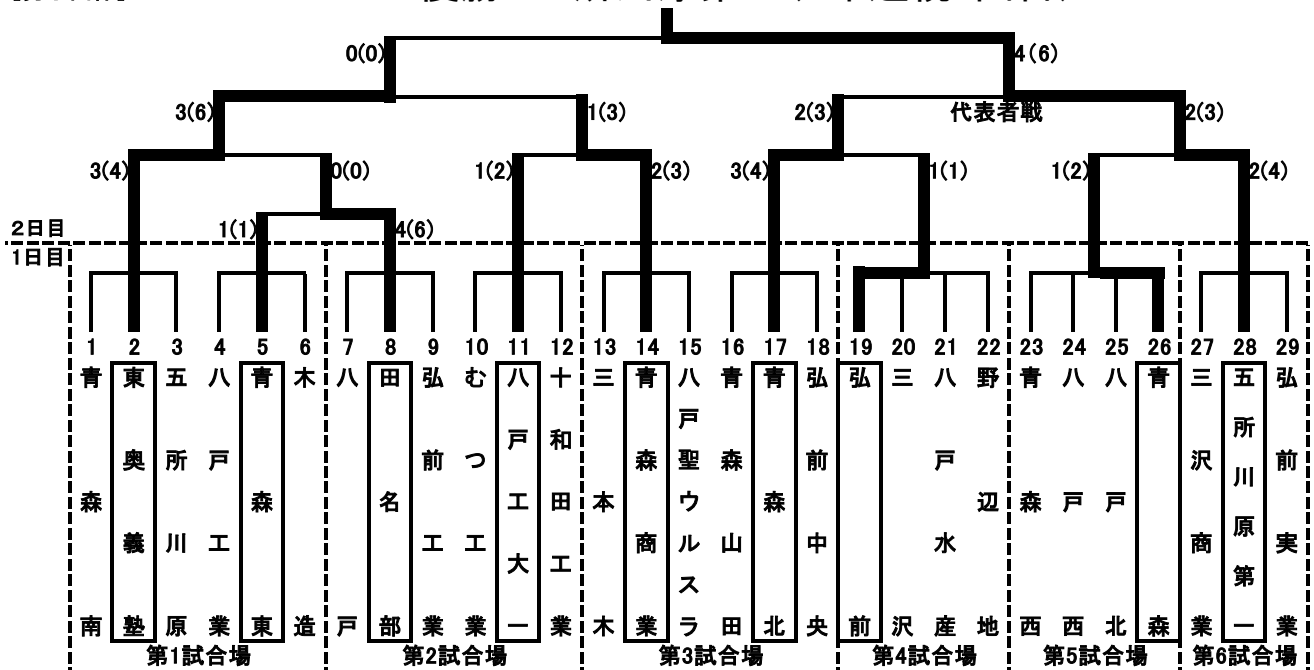 0(0) 4(6)
3(6) 1(3) 2(3) 代表者戦 2(3)
3(4) 0(0) 1(2) 2(3) 3(4) 1(1) 1(2) 2(4)
2日目 1(1) 4(6)
1日目
1 2 3 4 5 6 7 8 9 10 11 12 13 14 15 16 17 18 19 20 21 22 23 24 25 26 27 28 29
青森南
東奥義塾
五所川原
八戸工業
青森東
木造
八戸
田名部
弘前工業
むつ工業
八戸工大一
十和田工業
三本木
青森商業
八戸聖ウルスラ
青森山田
青森北
弘前中央
弘前
三沢
八戸水産
野辺地
青森西
八戸西
八戸北
青森
三沢商業
五所川原第一
弘前実業
第1試合場 第2試合場 第3試合場 第4試合場 第5試合場 第6試合場